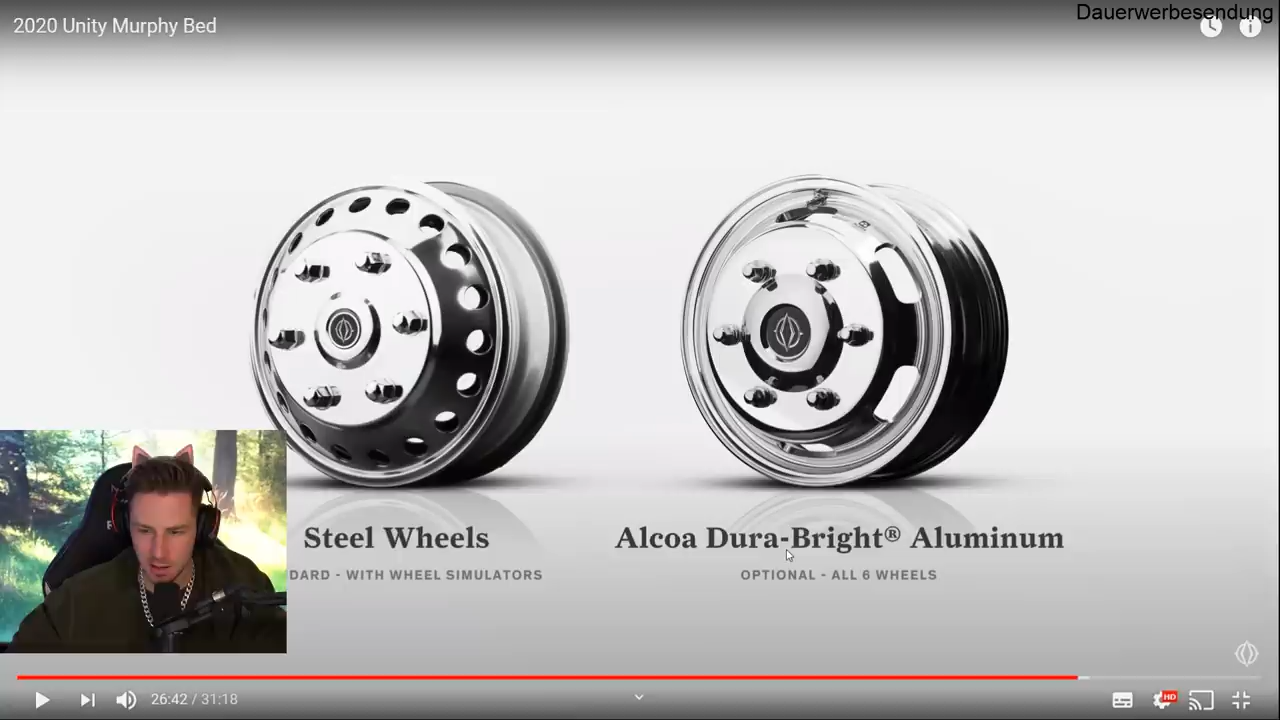 Dauerwerbesendung
2020 Unity Murphy Bed
Steel Wheels
Alcoa Dura-Bright® Aluminum
DARD - WITH WHEEL SIMULATORS
OPTIONAL - ALL 6 WHEELS
26:42 / 31:18
HD